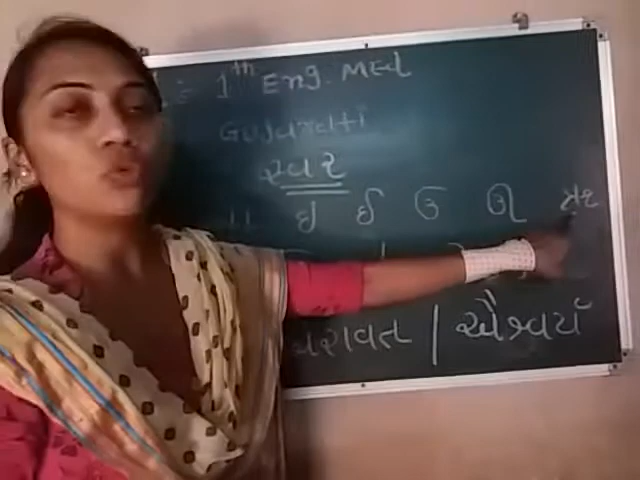 1th Eng. Med
Gujarati
સ્વર
ઇ ઈ ઉ ઊ ઋ
ઐરાવત | ઐશ્વર્ય